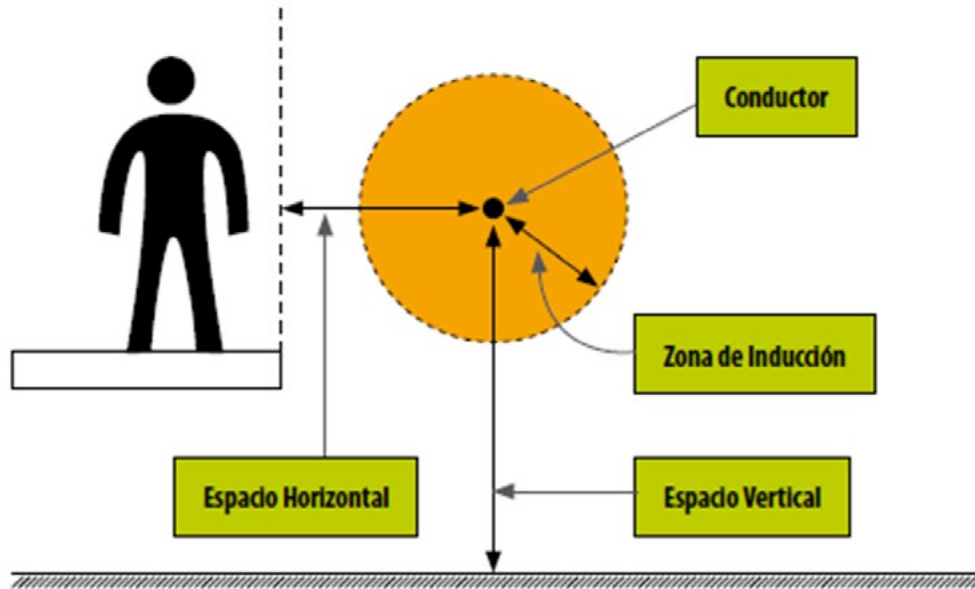 Conductor
Zona de Inducción
Espacio Horizontal
Espacio Vertical